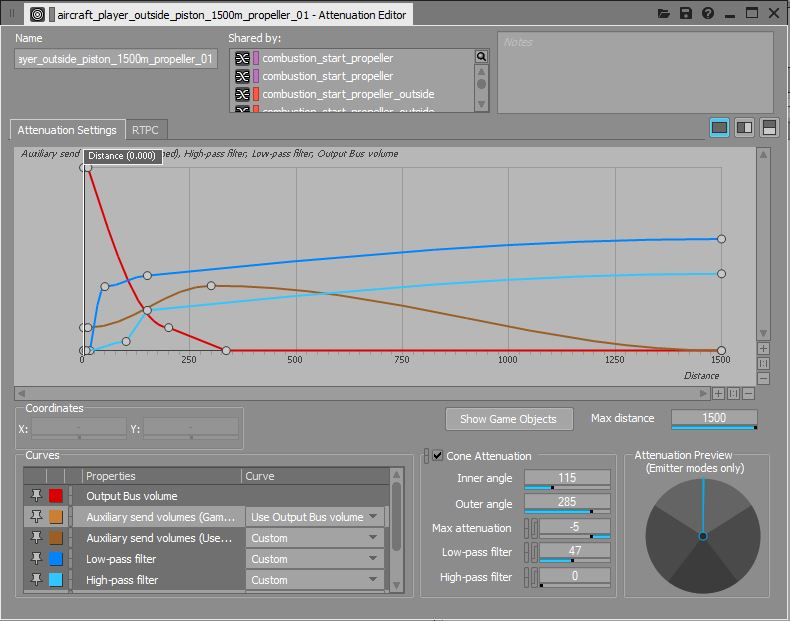 aircraft_player_outside_piston_1500m_propeller_01 - Attenuation Editor
Name
ayer_outside_piston_1500m_propeller_01
Shared by:
combustion_start_propeller
combustion_start_propeller
combustion_start_propeller_outside
combustion_start_propeller_outside
Notes
Attenuation Settings
RTPC
Auxiliary send ned), High-pass filter, Low-pass filter, Output Bus volume
Distance (0.000)
0 250 500 750 1000 1250 1500
Distance
Coordinates
X: - Y: -
Show Game Objects
Max distance 1500
Curves
Properties Curve
Output Bus volume
Auxiliary send volumes (Gam... Use Output Bus volume
Auxiliary send volumes (Use... Custom
Low-pass filter Custom
High-pass filter Custom
Cone Attenuation
Inner angle 115
Outer angle 285
Max attenuation -5
Low-pass filter 47
High-pass filter 0
Attenuation Preview
(Emitter modes only)